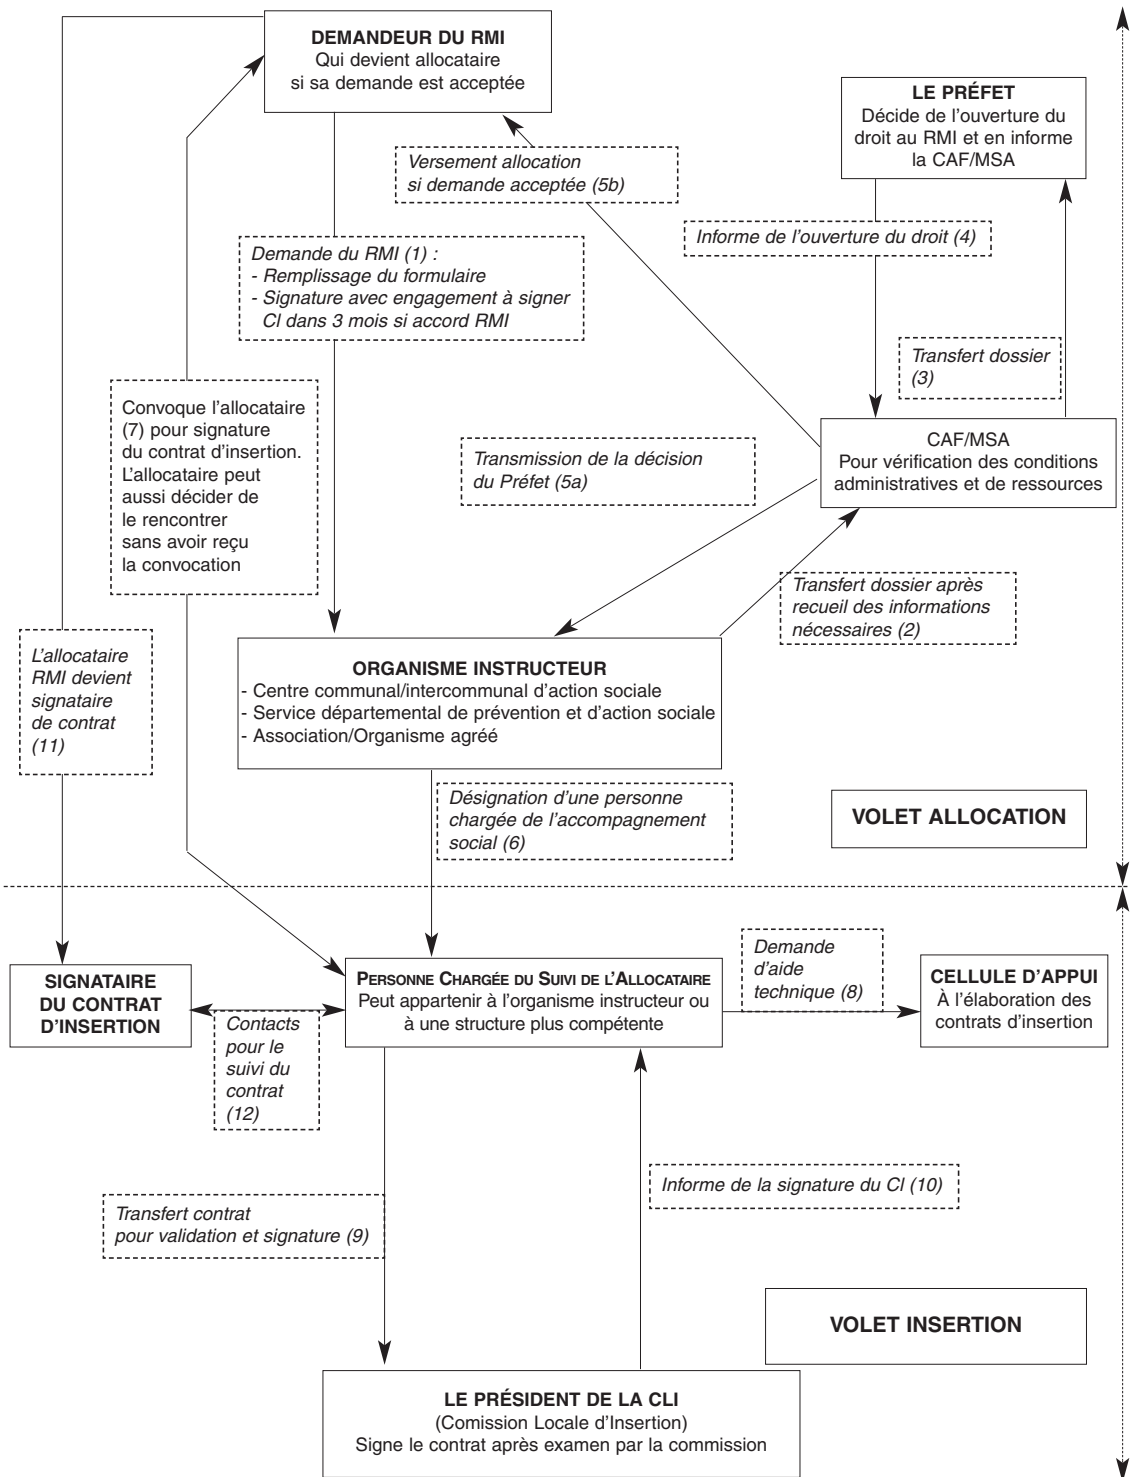 DEMANDEUR DU RMI
Qui devient allocataire
si sa demande est acceptée
LE PRÉFET
Décide de l'ouverture du
droit au RMI et en informe
la CAF/MSA
Versement allocation
si demande acceptée (5b)
Informe de l'ouverture du droit (4)
Demande du RMI (1) :
- Remplissage du formulaire
- Signature avec engagement à signer
CI dans 3 mois si accord RMI
Transfert dossier
(3)
Convoque l'allocataire
(7) pour signature
du contrat d'insertion.
L'allocataire peut
aussi décider de
le rencontrer
sans avoir reçu
la convocation
CAF/MSA
Pour vérification des conditions
administratives et de ressources
Transmission de la décision
du Préfet (5a)
Transfert dossier après
recueil des informations
nécessaires (2)
L'allocataire
RMI devient
signataire
de contrat
(11)
ORGANISME INSTRUCTEUR
- Centre communal/intercommunal d'action sociale
- Service départemental de prévention et d'action sociale
- Association/Organisme agréé
Désignation d'une personne
chargée de l'accompagnement
social (6)
VOLET ALLOCATION
SIGNATAIRE
DU CONTRAT
D'INSERTION
PERSONNE CHARGÉE DU SUIVI DE L'ALLOCATAIRE
Peut appartenir à l'organisme instructeur ou
à une structure plus compétente
Demande
d'aide
technique (8)
CELLULE D'APPUI
À l'élaboration des
contrats d'insertion
Contacts
pour le
suivi du
contrat
(12)
Informe de la signature du CI (10)
Transfert contrat
pour validation et signature (9)
VOLET INSERTION
LE PRÉSIDENT DE LA CLI
(Comission Locale d'Insertion)
Signe le contrat après examen par la commission